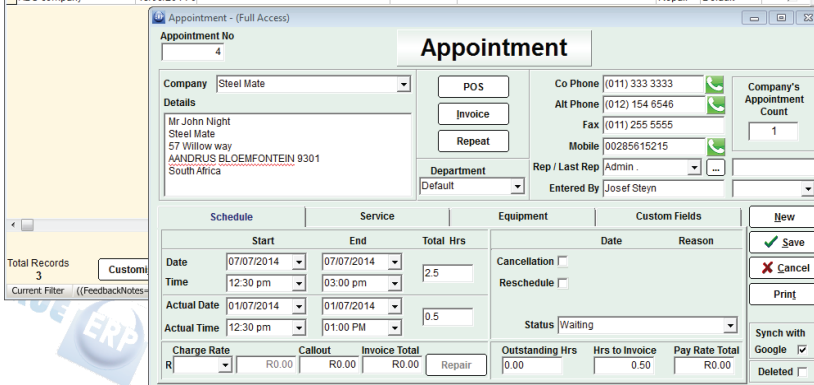 Appointment - (Full Access)
Appointment No
4
Appointment
Company Steel Mate
Details
Mr John Night
Steel Mate
57 Willow way
AANDRUS BLOEMFONTEIN 9301
South Africa
POS
Invoice
Repeat
Department
Default
Co Phone (011) 333 3333
Alt Phone (012) 154 6546
Fax (011) 255 5555
Mobile 00285615215
Rep / Last Rep Admin . ...
Entered By Josef Steyn
Company's
Appointment
Count
1
Schedule Service Equipment Custom Fields
Start End Total Hrs
Date 07/07/2014 07/07/2014
Time 12:30 pm 03:00 pm
2.5
Actual Date 01/07/2014 01/07/2014
Actual Time 12:30 pm 01:00 PM
0.5
Charge Rate Callout Invoice Total
R R0.00 R0.00 R0.00 Repair
Date Reason
Cancellation
Reschedule
Status Waiting
Outstanding Hrs Hrs to Invoice Pay Rate Total
0.00 0.50 R0.00
New
Save
Cancel
Print
Synch with
Google
Deleted
Total Records
3
Current Filter ((FeedbackNotes=
ERP